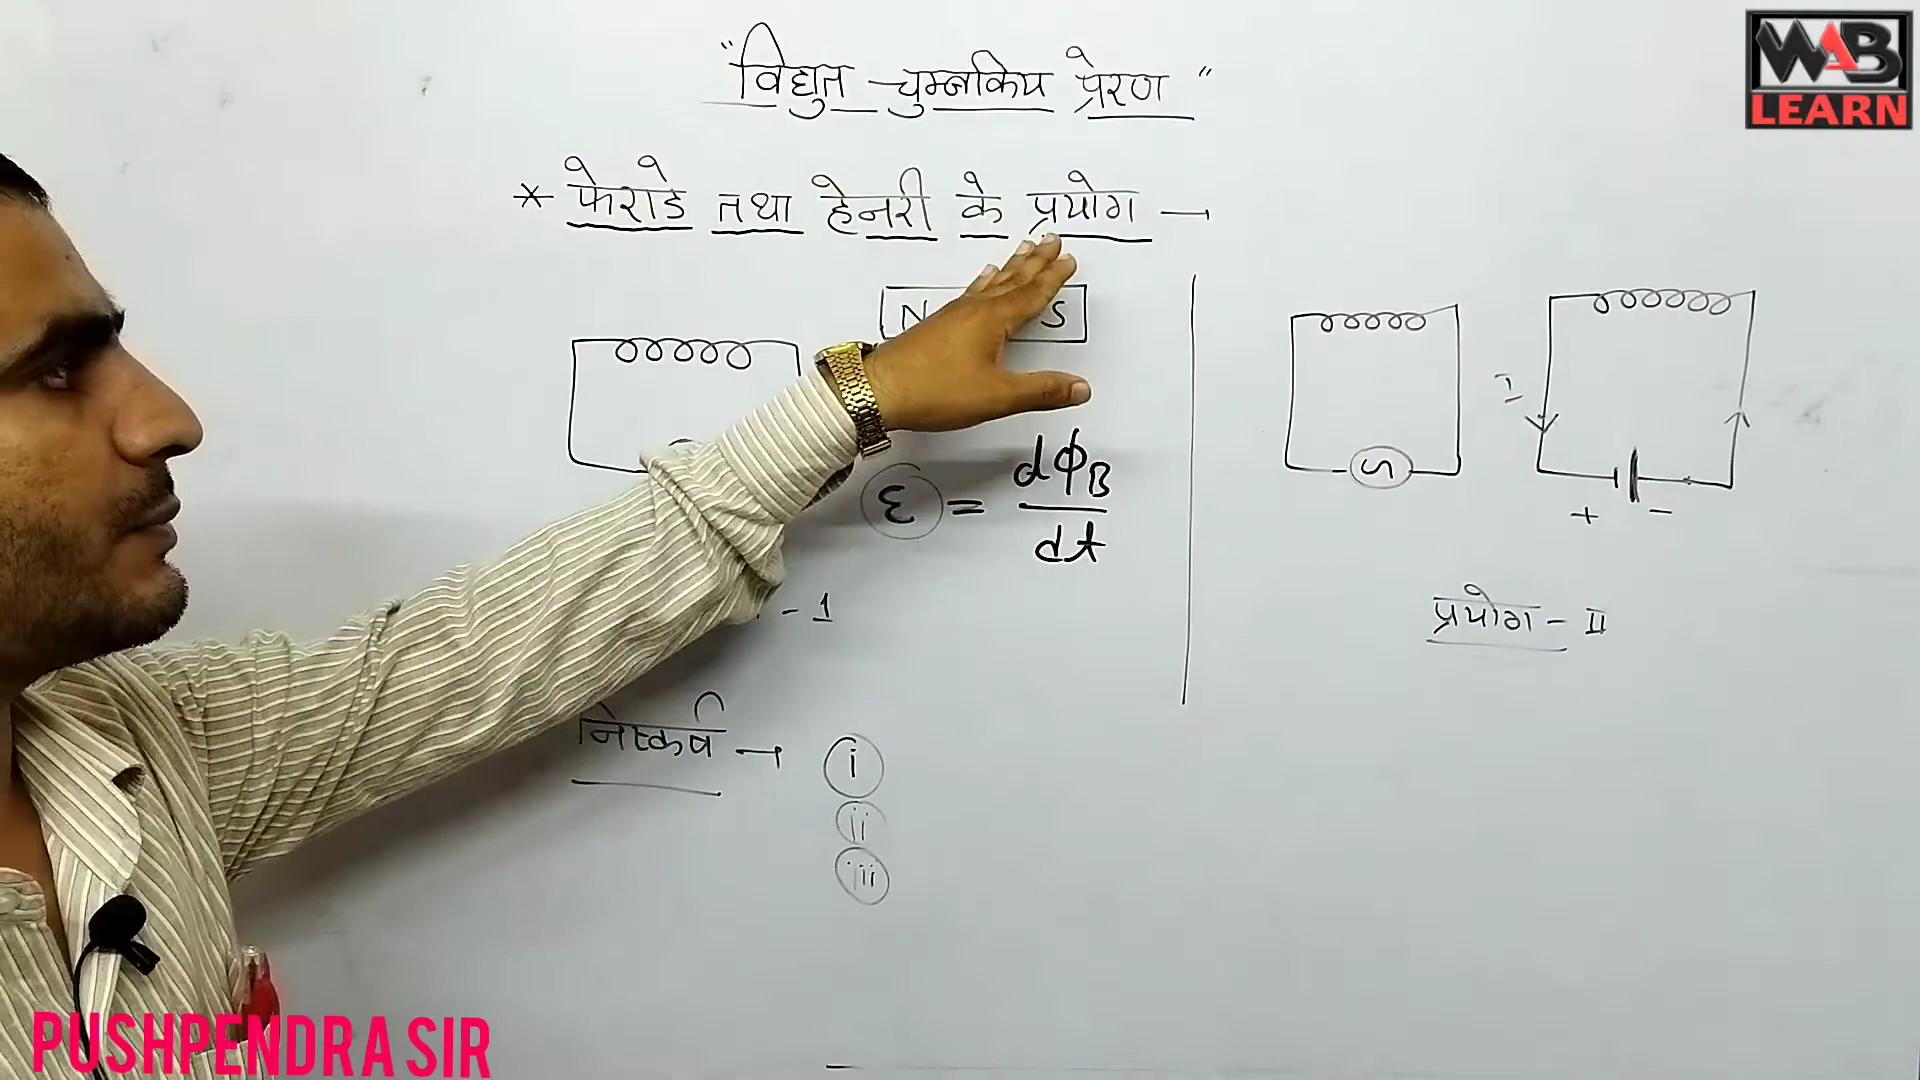 WAB
LEARN
"विद्युत -चुम्बकिय प्रेरण"
* फेराडे तथा हेनरी के प्रयोग →
N S
I
ε = dΦB
dt
+ -
- 1
प्रयोग - II
निष्कर्ष → i
ii
iii
PUSHPENDRA SIR